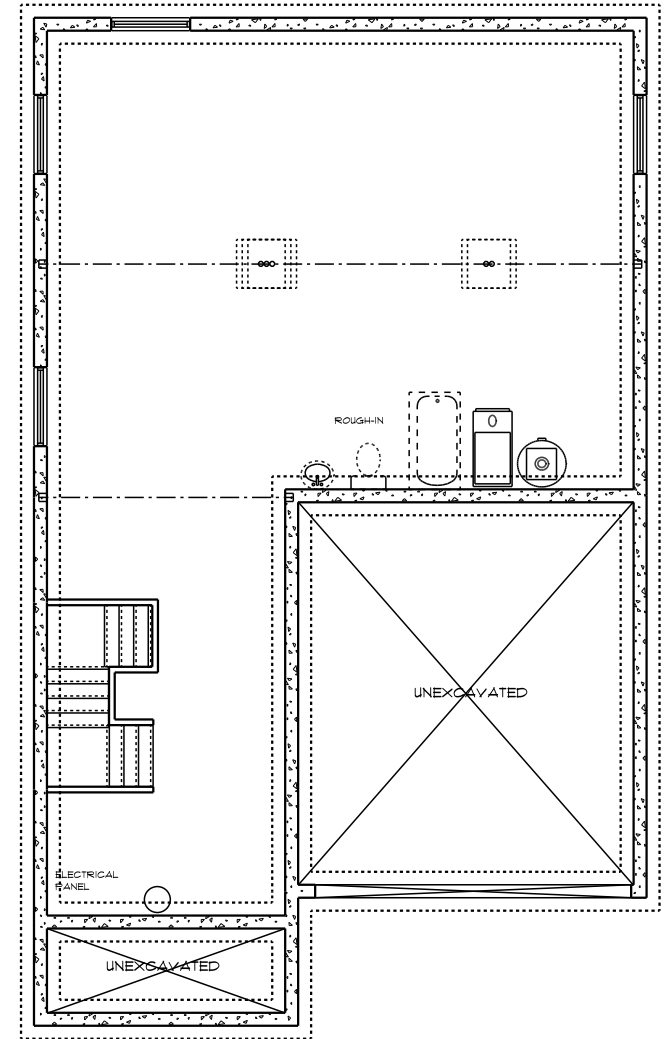 ROUGH-IN
UNEXCAVATED
ELECTRICAL
PANEL
UNEXCAVATED